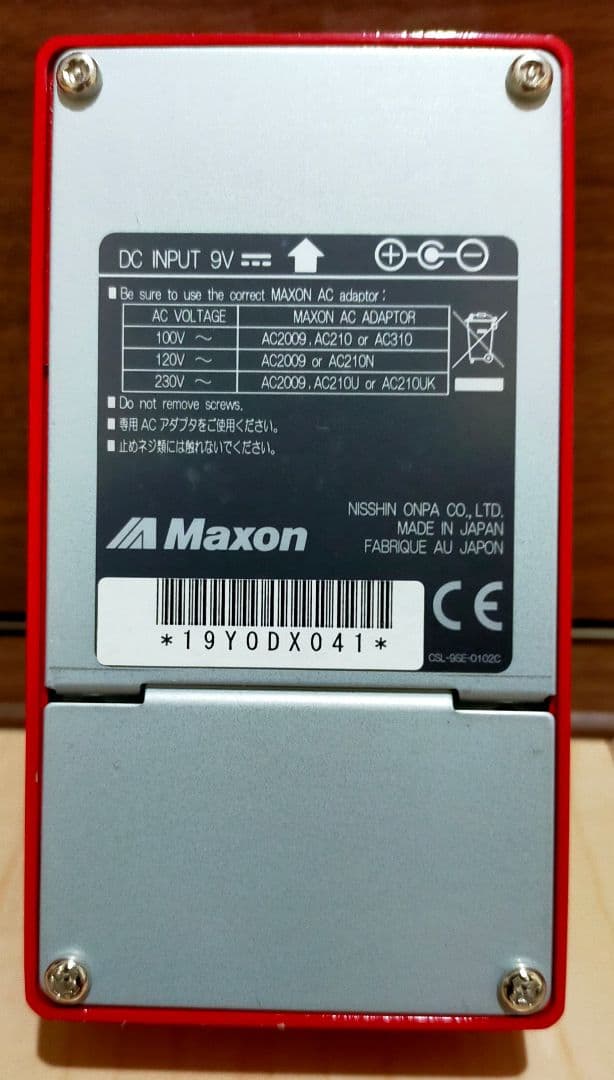 DC INPUT 9V
■ Be sure to use the correct MAXON AC adaptor:
AC VOLTAGE MAXON AC ADAPTOR
100V ～ AC2009, AC210 or AC310
120V ～ AC2009 or AC210N
230V ～ AC2009, AC210U or AC210UK
■ Do not remove screws.
■ 専用 AC アダプタをご使用ください。
■ 止めネジ類には触れないでください。
NISSHIN ONPA CO., LTD.
MADE IN JAPAN
FABRIQUE AU JAPON
Maxon
CE
*19Y0DX041*
CSL-9SE-0102C